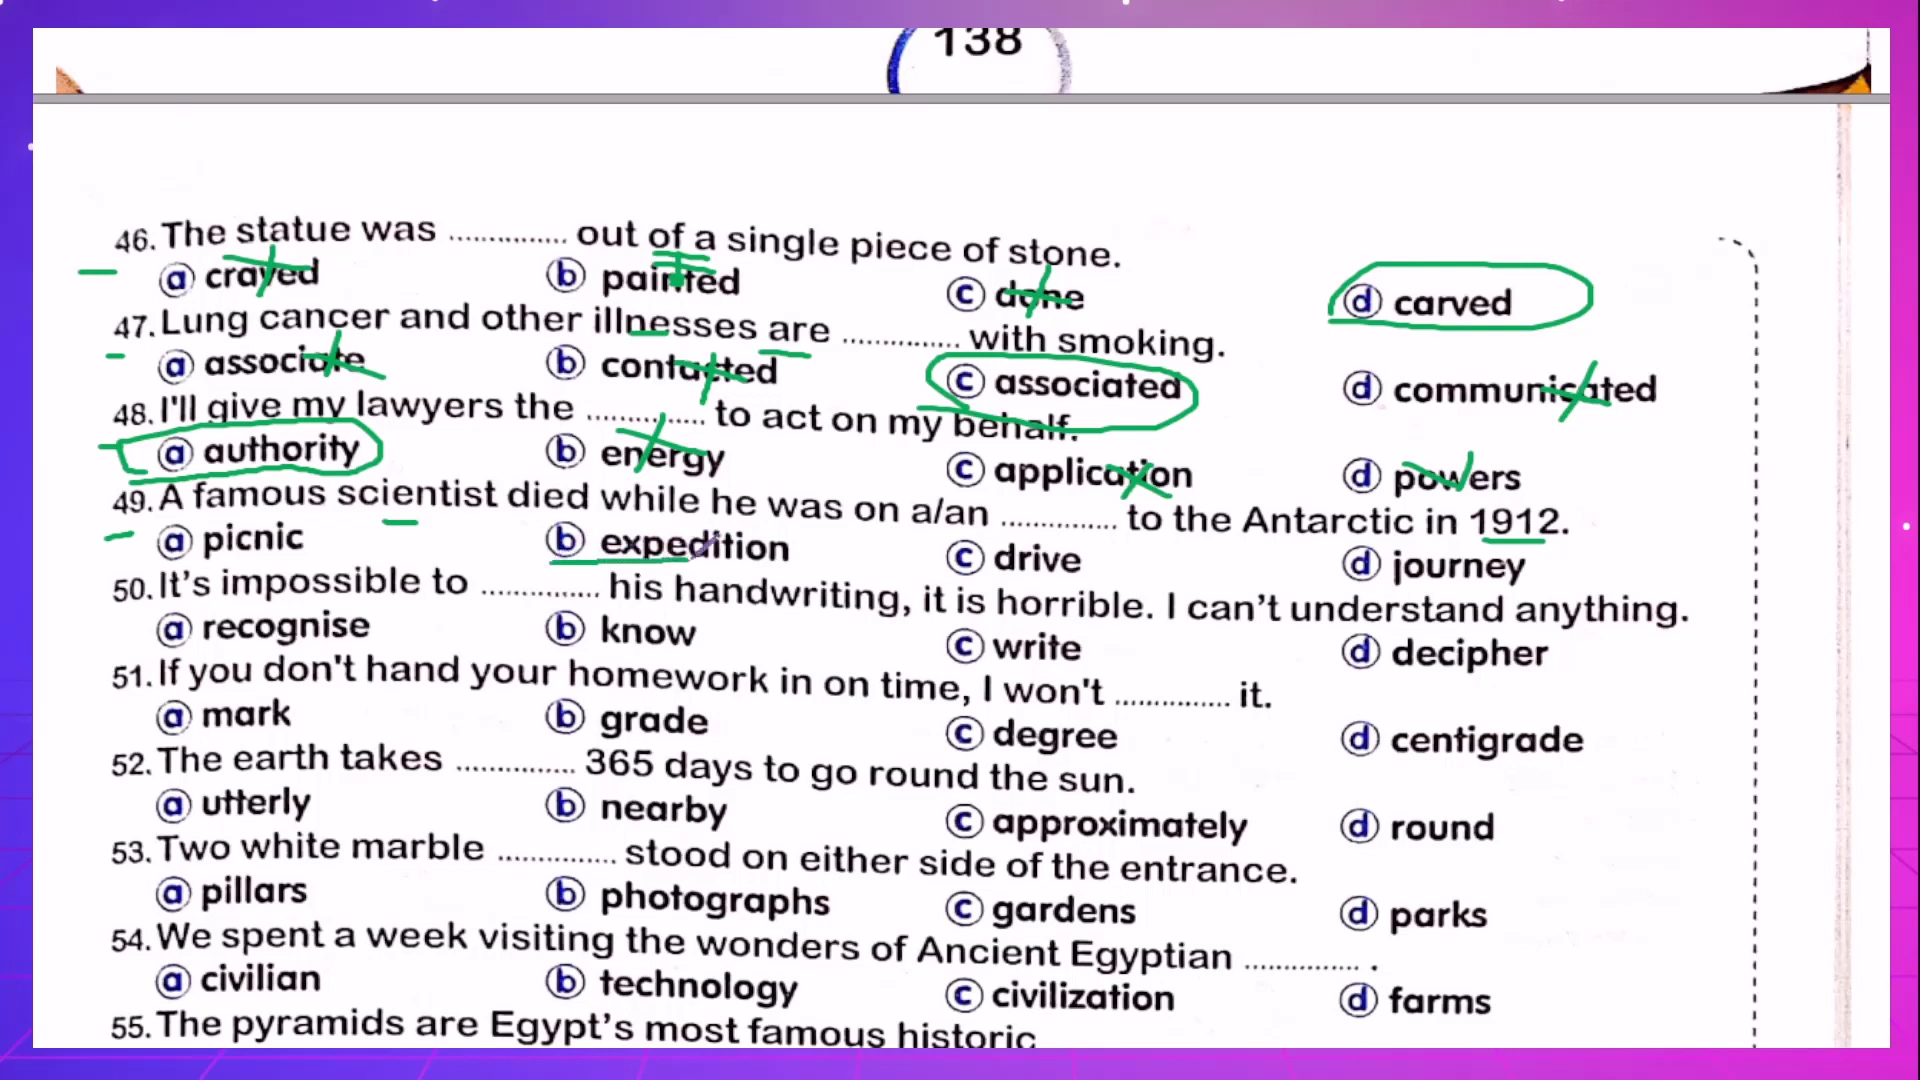 138
46. The statue was ............... out of a single piece of stone.
a crayed b painted c done d carved
47. Lung cancer and other illnesses are ............... with smoking.
a associate b contacted c associated d communicated
48. I'll give my lawyers the ............... to act on my behalf.
a authority b energy c application d powers
49. A famous scientist died while he was on a/an ............... to the Antarctic in 1912.
a picnic b expedition c drive d journey
50. It's impossible to ............... his handwriting, it is horrible. I can't understand anything.
a recognise b know c write d decipher
51. If you don't hand your homework in on time, I won't ............... it.
a mark b grade c degree d centigrade
52. The earth takes ............... 365 days to go round the sun.
a utterly b nearby c approximately d round
53. Two white marble ............... stood on either side of the entrance.
a pillars b photographs c gardens d parks
54. We spent a week visiting the wonders of Ancient Egyptian ............... .
a civilian b technology c civilization d farms
55. The pyramids are Egypt's most famous historic